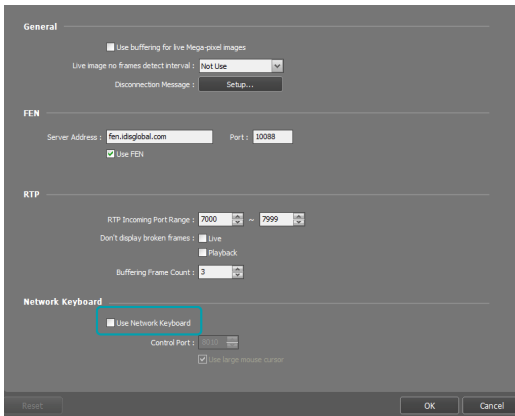 General
Use buffering for live Mega-pixel images
Live image no frames detect interval : Not Use
Disconnection Message : Setup...
FEN
Server Address : fen.idisglobal.com Port : 10088
Use FEN
RTP
RTP Incoming Port Range : 7000 ~ 7999
Don't display broken frames : Live
Playback
Buffering Frame Count : 3
Network Keyboard
Use Network Keyboard
Control Port : 8010
Use large mouse cursor
Reset OK Cancel